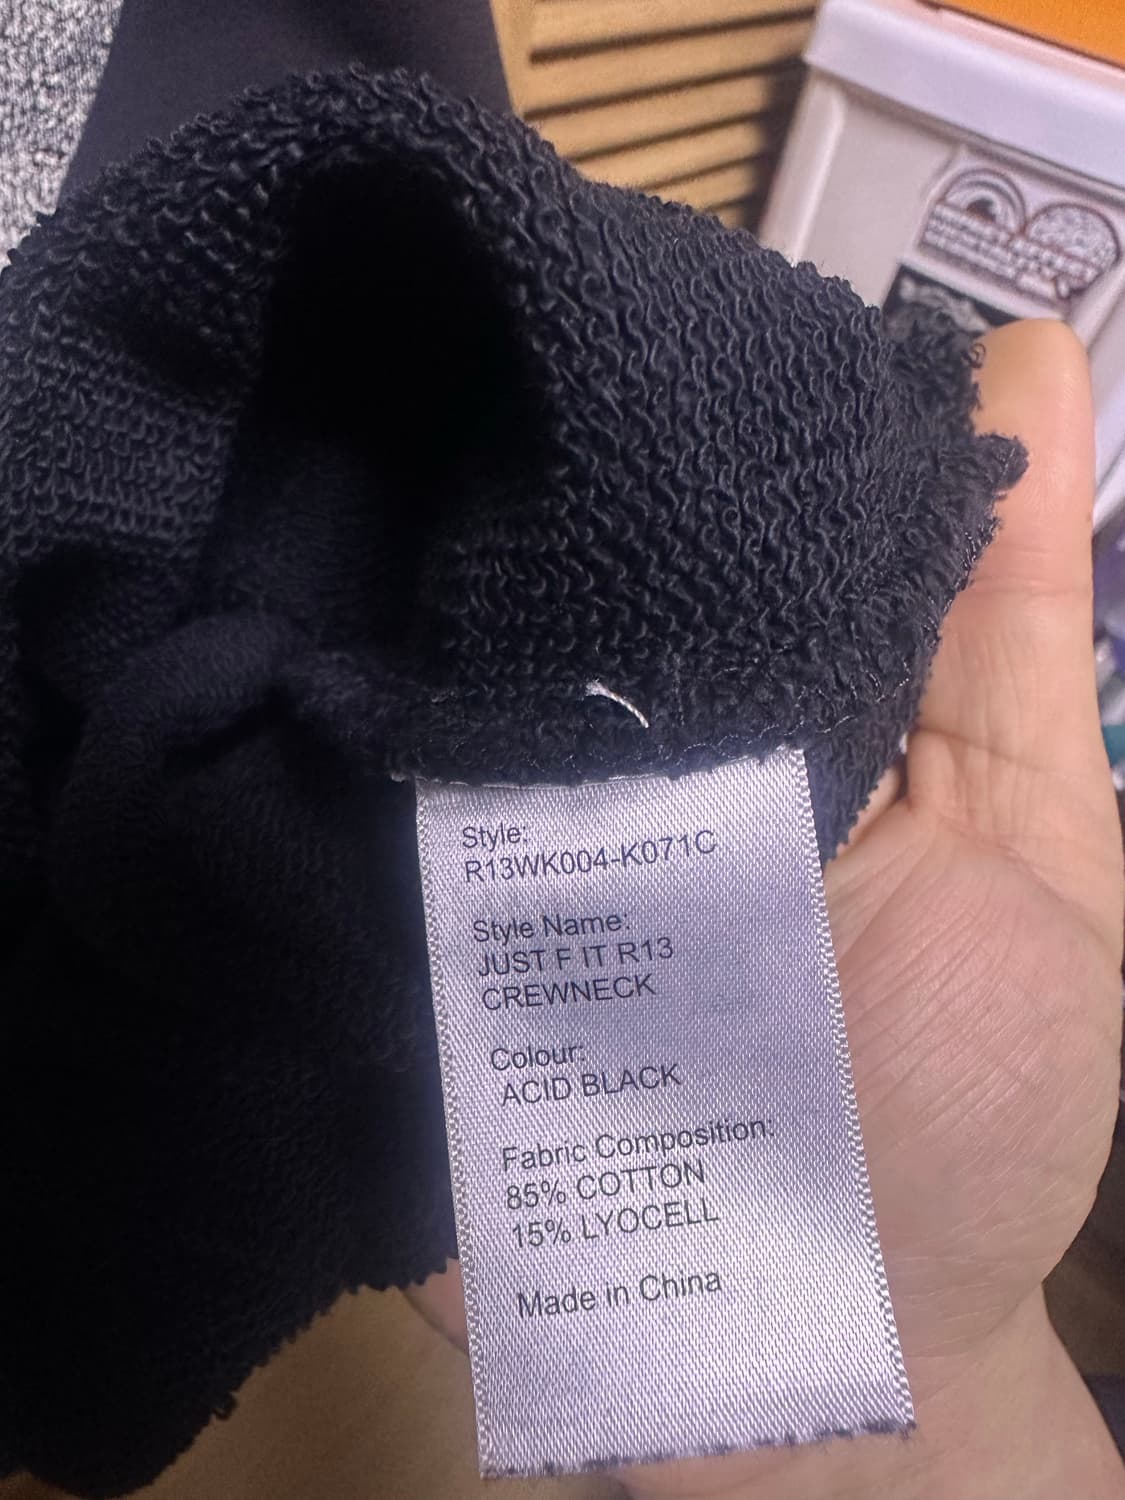 Style:
R13WK004-K071C
Style Name:
JUST F IT R13
CREWNECK
Colour:
ACID BLACK
Fabric Composition:
85% COTTON
15% LYOCELL
Made in China